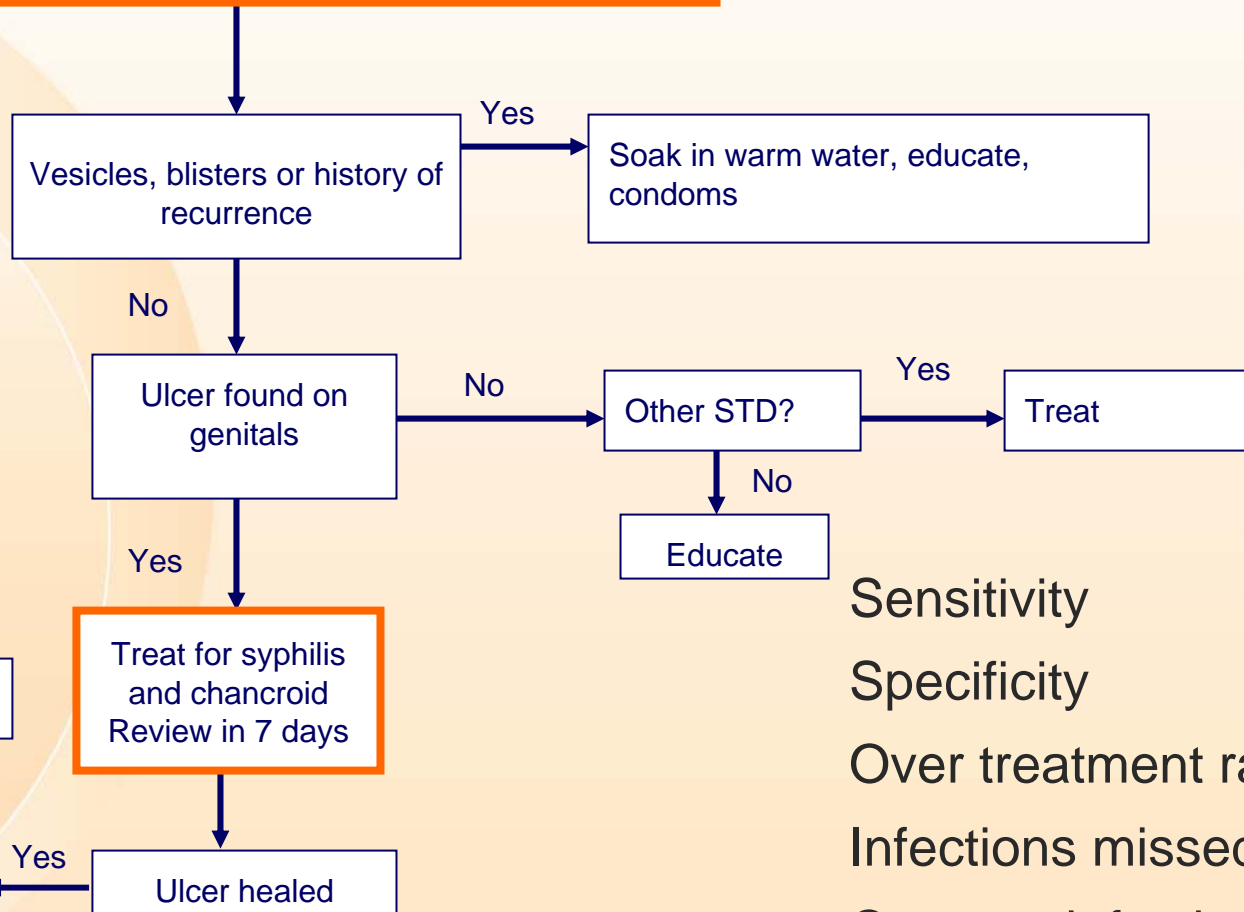 Yes
Vesicles, blisters or history of
recurrence
Soak in warm water, educate,
condoms
No
Ulcer found on
genitals
No
Other STD?
Yes
Treat
No
Educate
Yes
Treat for syphilis
and chancroid
Review in 7 days
Yes
Ulcer healed
Sensitivity
Specificity
Over treatment
Infections